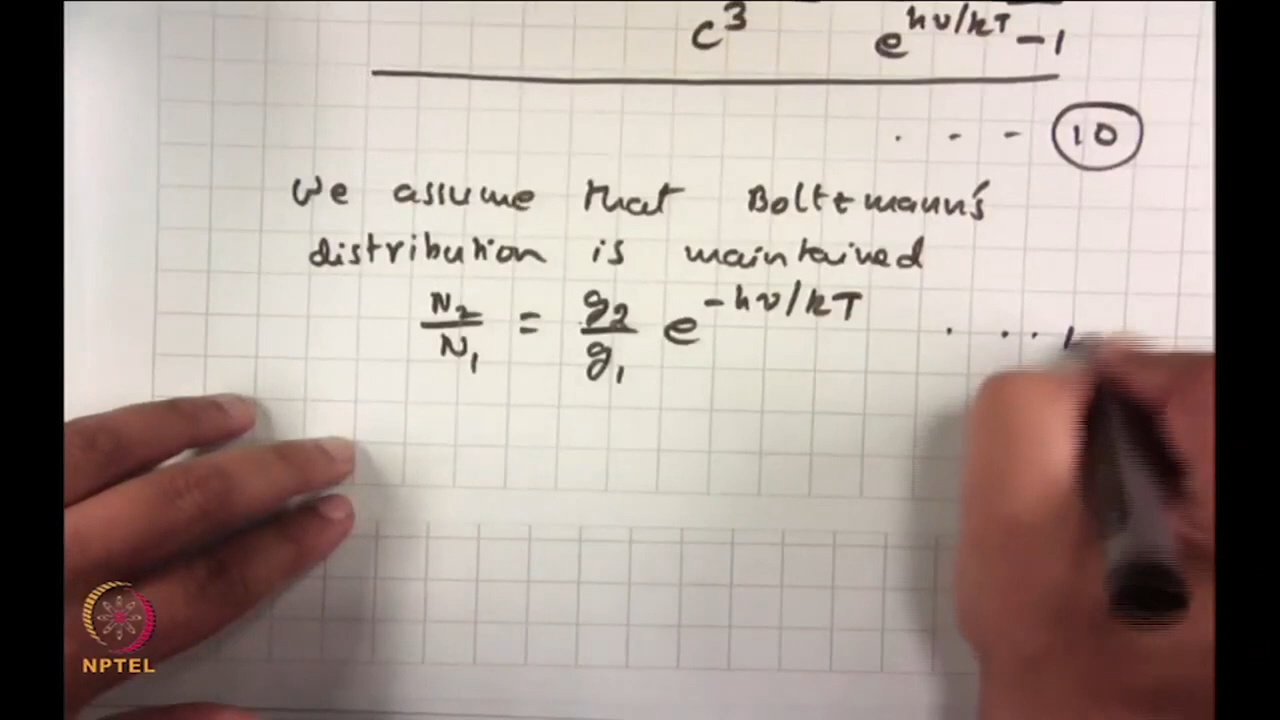 c³ e^{hν/kT} - 1
. - - 10
We assume that Boltzmann's
distribution is maintained
N₂/N₁ = g₂/g₁ e^{-hν/kT} . . .
NPTEL